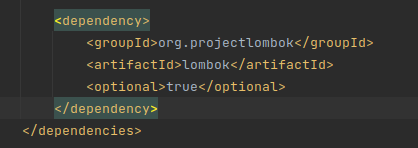 <dependency>
<groupId>org.projectlombok</groupId>
<artifactId>lombok</artifactId>
<optional>true</optional>
</dependency>
</dependencies>